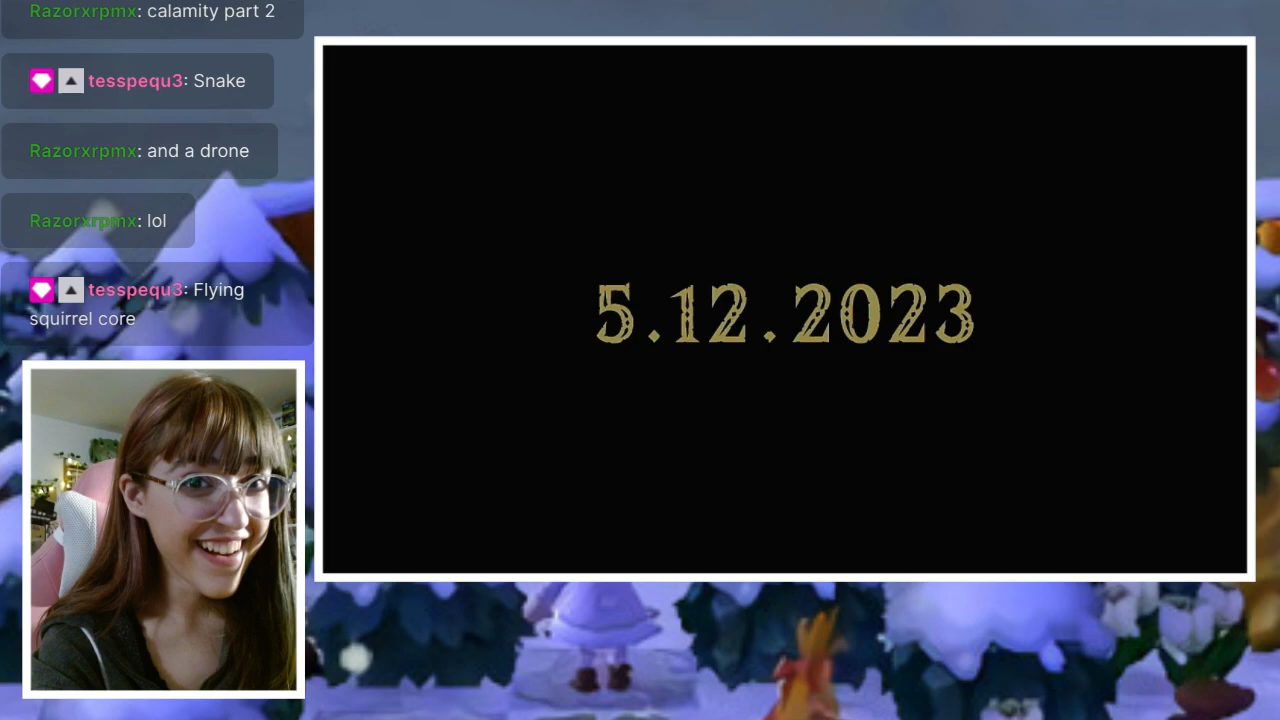 Razorxrpmx: calamity part 2
tesspequ3: Snake
Razorxrpmx: and a drone
Razorxrpmx: lol
tesspequ3: Flying
squirrel core
5.12.2023